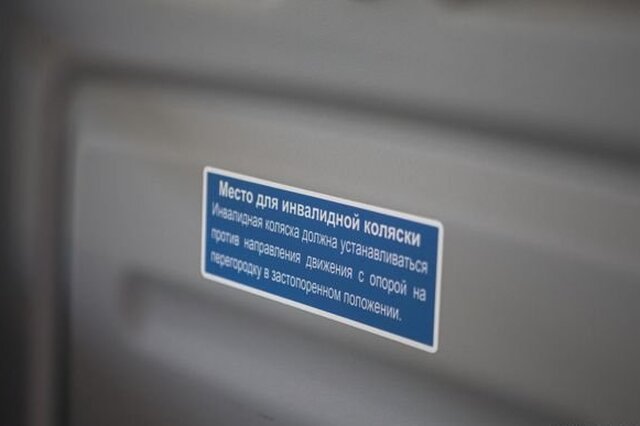 Место для инвалидной коляски
Инвалидная коляска должна устанавливаться
против направления движения с опорой на
перегородку в застопоренном положении.